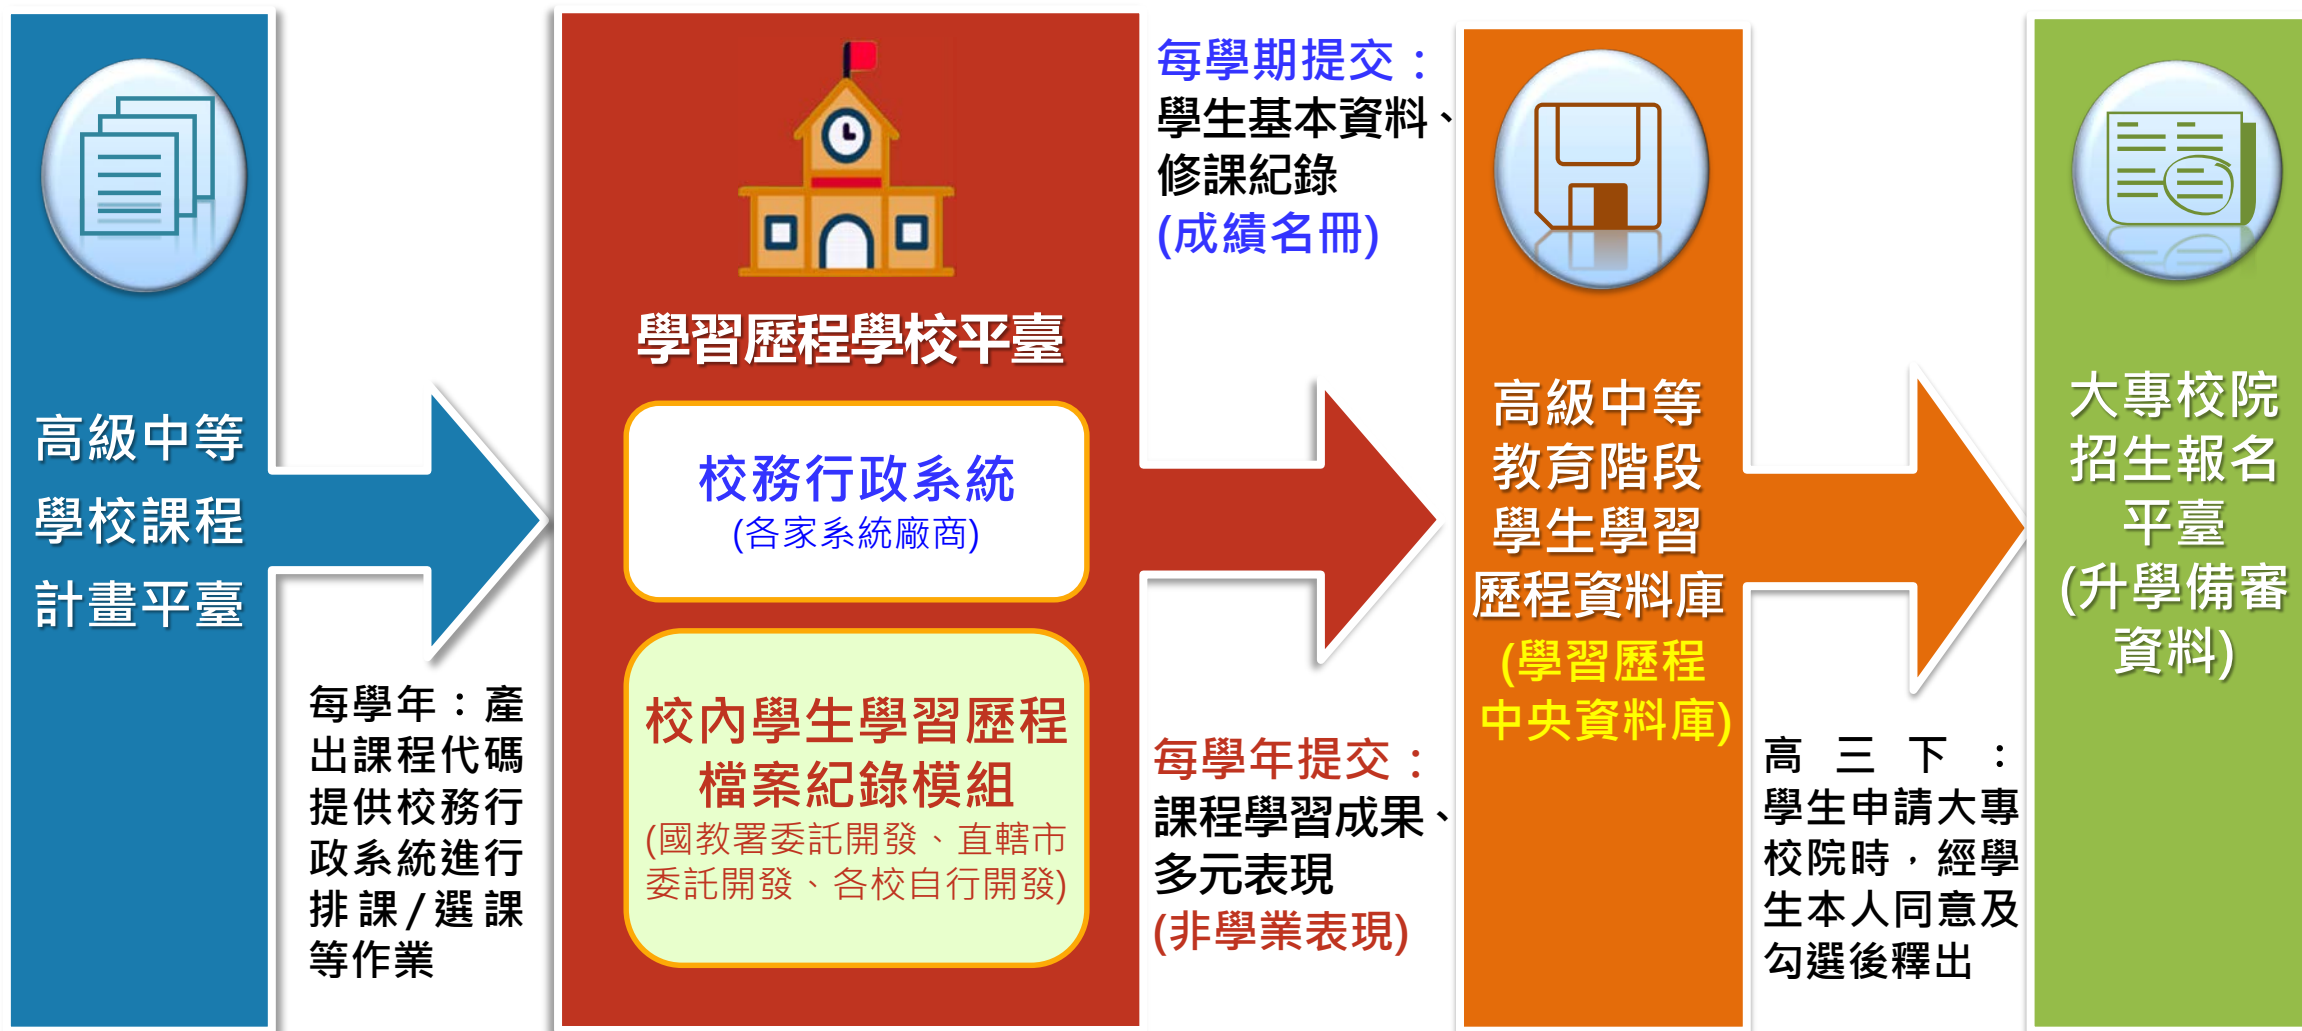 高級中等
學校課程
計畫平臺
每學年：產
出課程代碼
提供校務行
政系統進行
排課/選課
等作業
學習歷程學校平臺
校務行政系統
(各家系統廠商)
校內學生學習歷程
檔案紀錄模組
(國教署委託開發、直轄市
委託開發、各校自行開發)
每學期提交：
學生基本資料、
修課紀錄
(成績名冊)
每學年提交：
課程學習成果、
多元表現
(非學業表現)
高級中等
教育階段
學生學習
歷程資料庫
(學習歷程
中央資料庫)
高三下：
學生申請大專
校院時，經學
生本人同意及
勾選後釋出
大專校院
招生報名
平臺
(升學備審
資料)